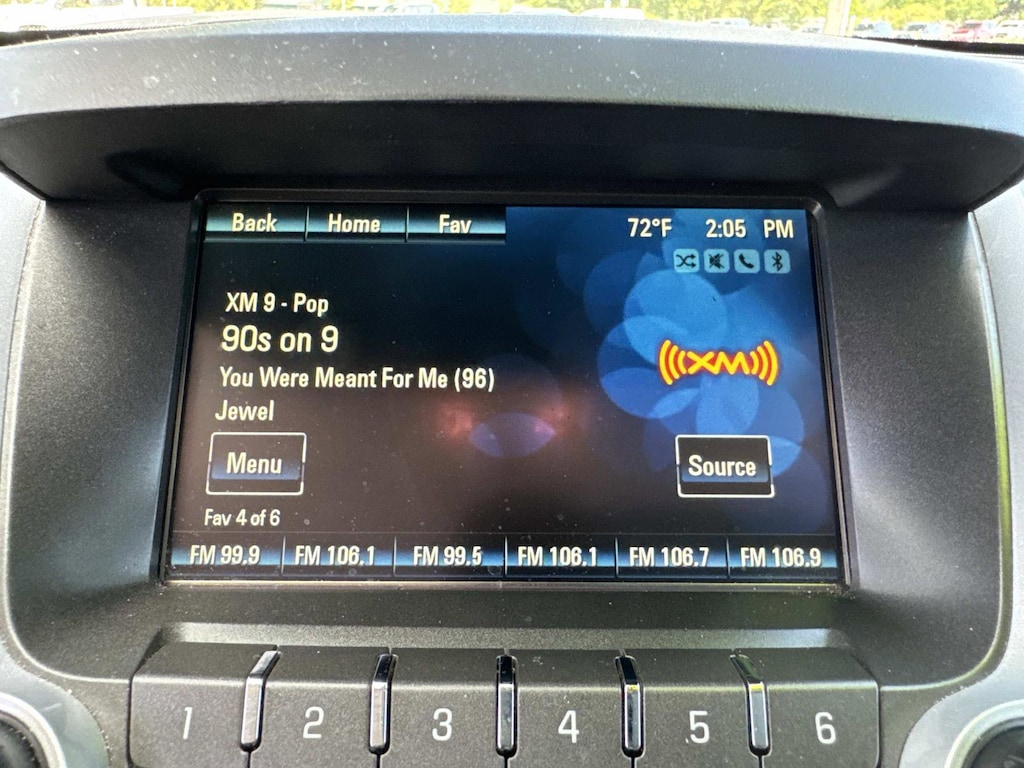 Back Home Fav 72°F 2:05 PM
XM 9 - Pop
90s on 9
You Were Meant For Me (96)
Jewel
((XM))
Menu Source
Fav 4 of 6
FM 99.9 FM 106.1 FM 99.5 FM 106.1 FM 106.7 FM 106.9
1 2 3 4 5 6